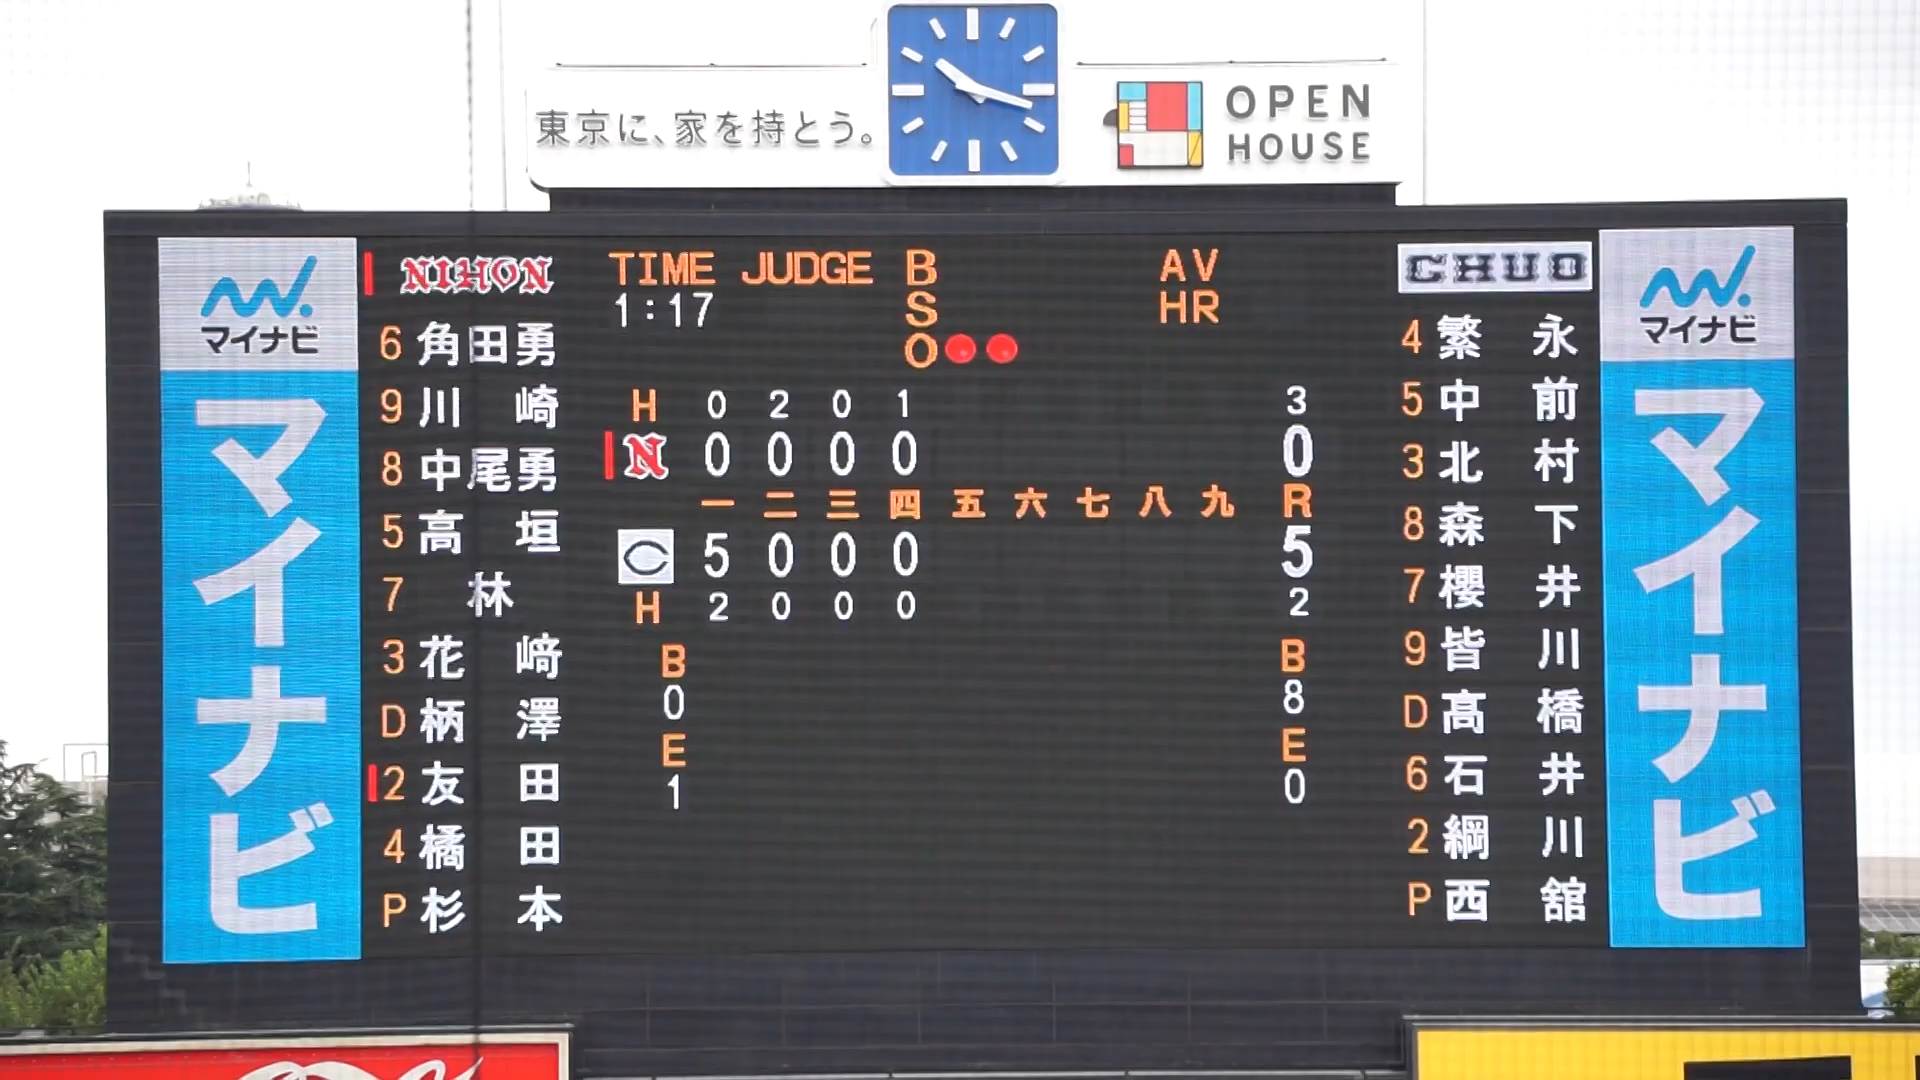 東京に、家を持とう。
OPEN
HOUSE
マイナビ
マイナビ
NIHON
6 角田勇
9 川崎
8 中尾勇
5 高垣
7 林
3 花﨑
D 柄澤
2 友田
4 橘田
P 杉本
TIME JUDGE B AV
1:17 S HR
O
H 0 2 0 1 3
N 0 0 0 0 0
一 二 三 四 五 六 七 八 九 R
C 5 0 0 0 5
H 2 0 0 0 2
B B
0 8
E E
1 0
CHUO
4 繁永
5 中前
3 北村
8 森下
7 櫻井
9 皆川
D 髙橋
6 石井
2 綱川
P 西舘
マイナビ
マイナビ